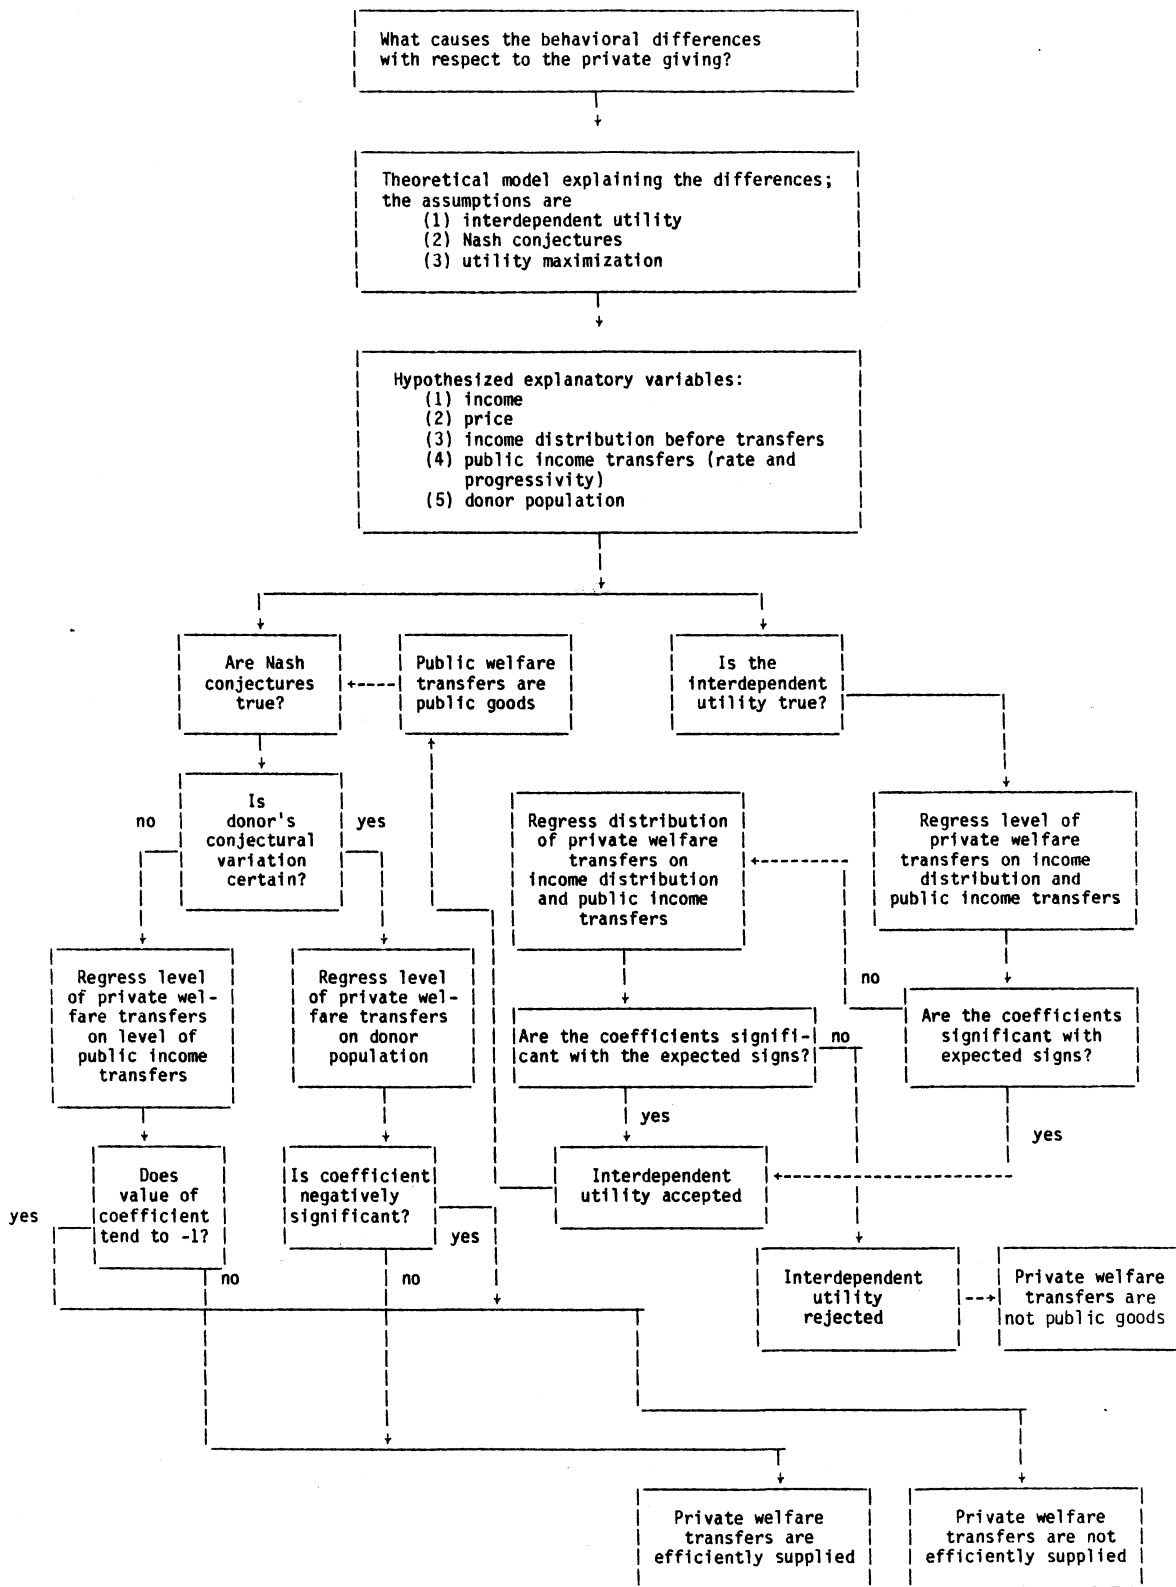 What causes the behavioral differences
with respect to the private giving?
Theoretical model explaining the differences;
the assumptions are
(1) interdependent utility
(2) Nash conjectures
(3) utility maximization
Hypothesized explanatory variables:
(1) income
(2) price
(3) income distribution before transfers
(4) public income transfers (rate and
progressivity)
(5) donor population
Are Nash
conjectures
true?
Public welfare
transfers are
public goods
Is the
interdependent
utility true?
Is
donor's
conjectural
variation
certain?
no
yes
Regress distribution
of private welfare
transfers on
income distribution
and public income
transfers
Regress level of
private welfare
transfers on income
distribution and
public income transfers
Regress level
of private wel-
fare transfers
on level of
public income
transfers
Regress level
of private wel-
fare transfers
on donor
population
Are the coefficients signifi-
cant with the expected signs?
no
no
Are the coefficients
significant with
expected signs?
yes
yes
Does
value of
coefficient
tend to -1?
yes
no
Is coefficient
negatively
significant?
yes
no
Interdependent
utility accepted
Interdependent
utility
rejected
Private welfare
transfers are
not public goods
Private welfare
transfers are
efficiently supplied
Private welfare
transfers are not
efficiently supplied